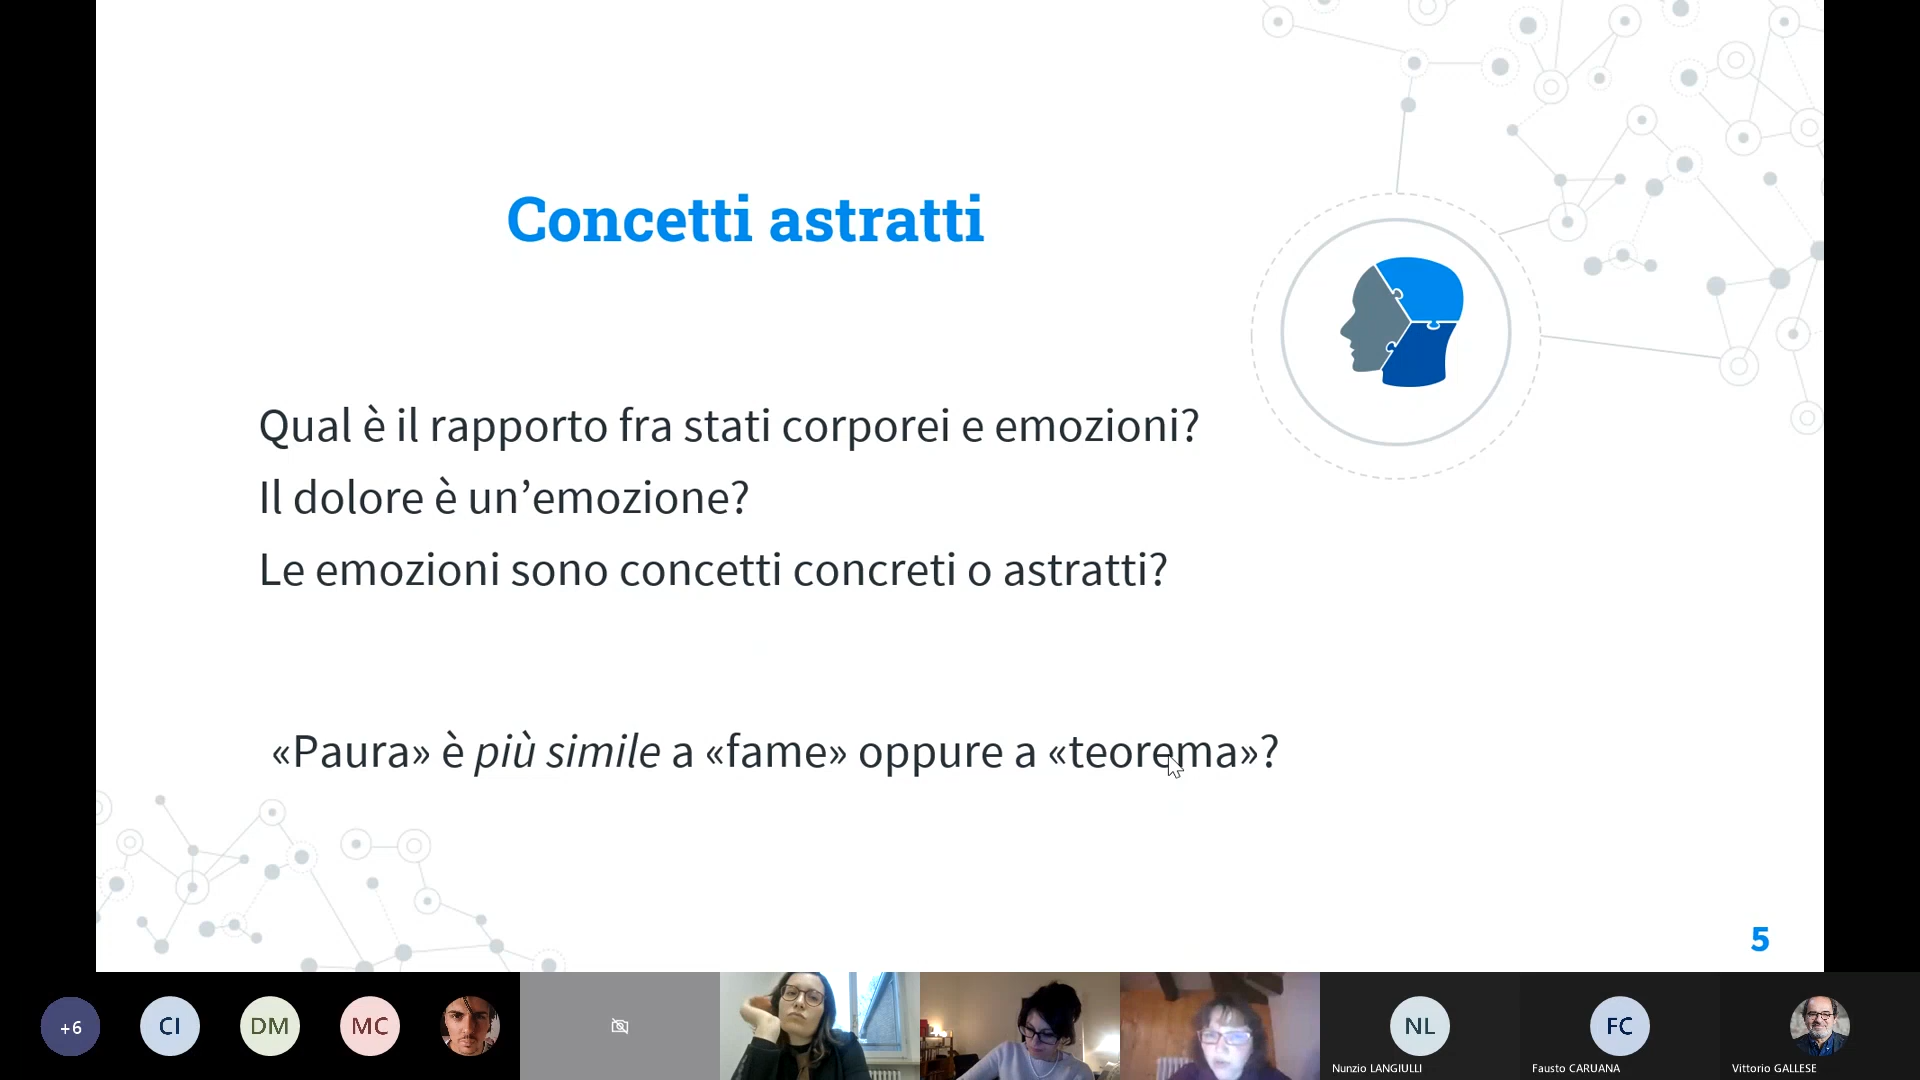 Concetti astratti
Qual è il rapporto fra stati corporei e emozioni?
Il dolore è un’emozione?
Le emozioni sono concetti concreti o astratti?
«Paura» è più simile a «fame» oppure a «teorema»?
5
+6
CI
DM
MC
NL
FC
Nunzio LANGIULLI
Fausto CARUANA
Vittorio GALLESE